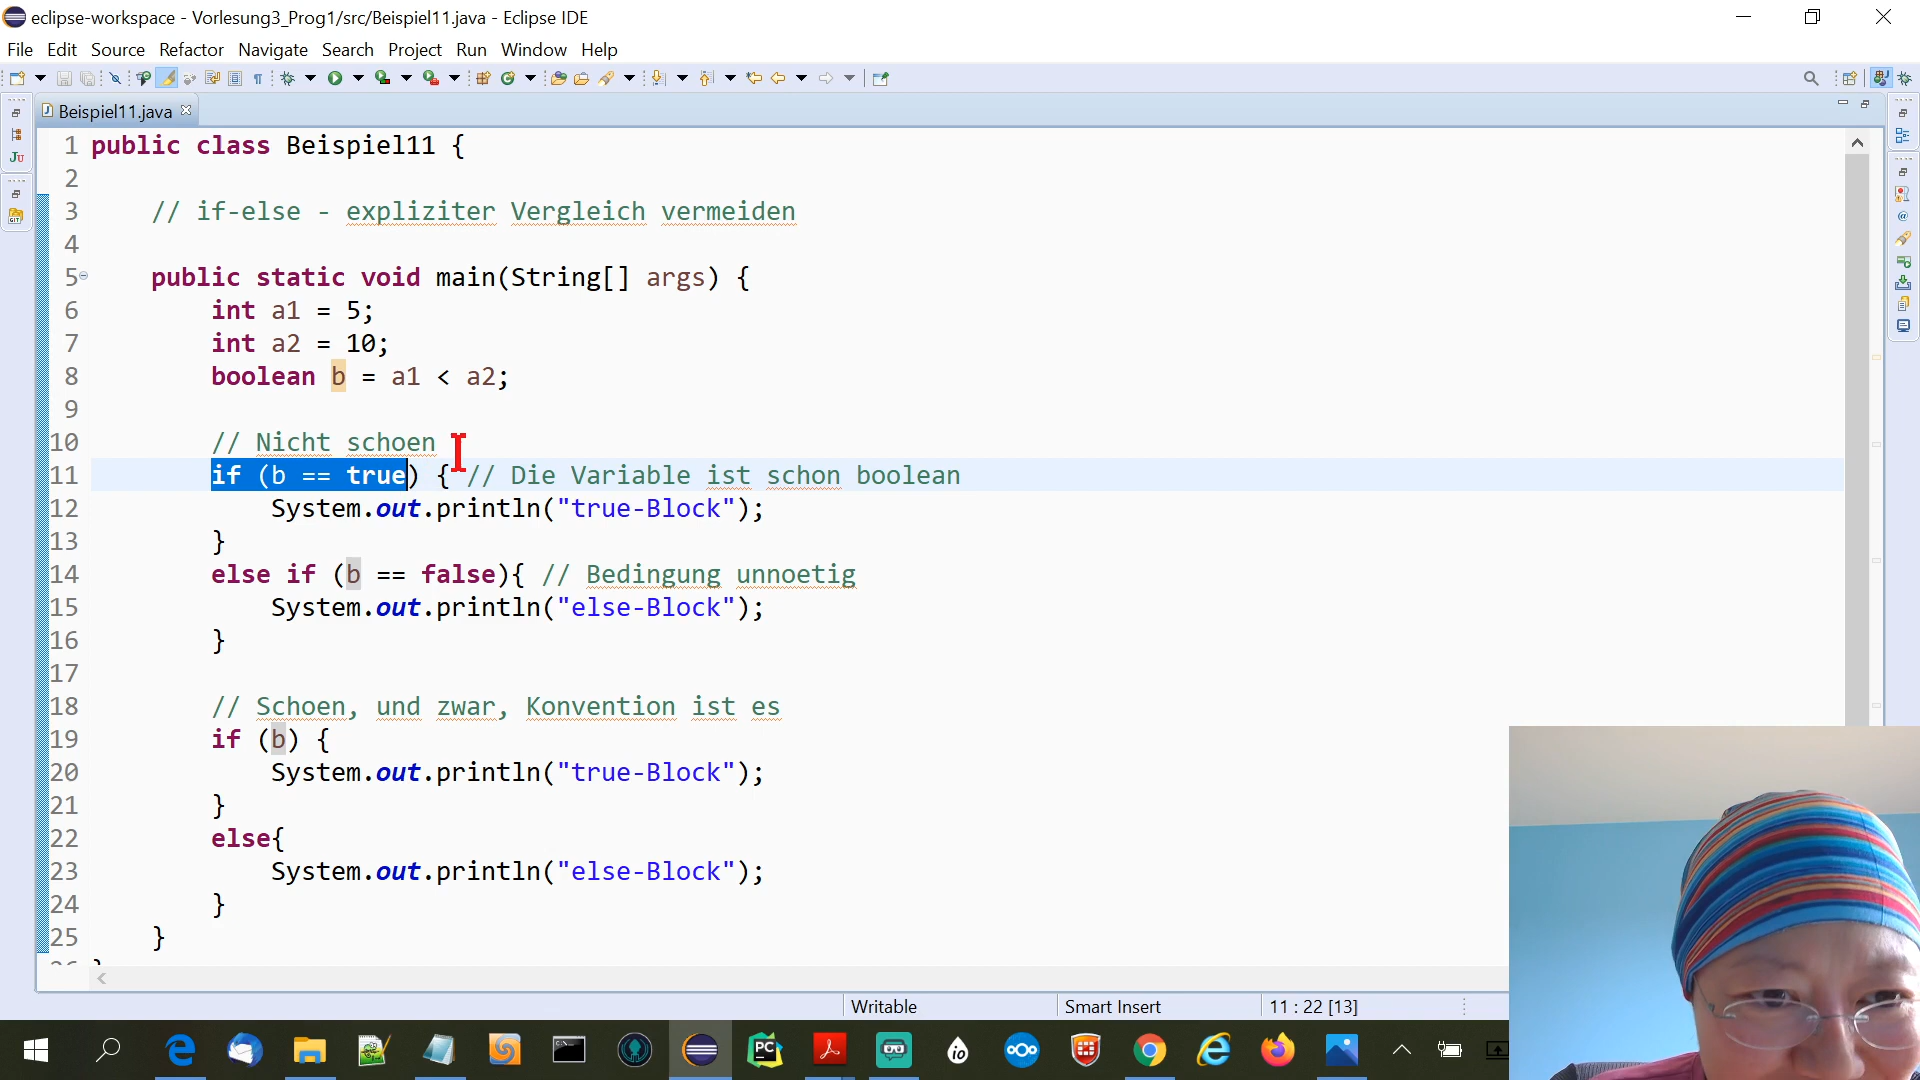 eclipse-workspace - Vorlesung3_Prog1/src/Beispiel11.java - Eclipse IDE
File Edit Source Refactor Navigate Search Project Run Window Help
Beispiel11.java
1 public class Beispiel11 {
2
3 // if-else - expliziter Vergleich vermeiden
4
5 public static void main(String[] args) {
6 int a1 = 5;
7 int a2 = 10;
8 boolean b = a1 < a2;
9
10 // Nicht schoen
11 if (b == true) { // Die Variable ist schon boolean
12 System.out.println("true-Block");
13 }
14 else if (b == false){ // Bedingung unnoetig
15 System.out.println("else-Block");
16 }
17
18 // Schoen, und zwar, Konvention ist es
19 if (b) {
20 System.out.println("true-Block");
21 }
22 else{
23 System.out.println("else-Block");
24 }
25 }
Writable Smart Insert 11 : 22 [13]